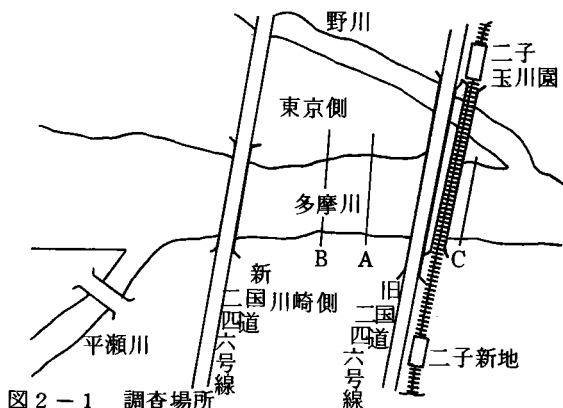 野川
二子
玉川園
東京側
多摩川
B
A
C
新国道二四六号線
川崎側
旧国道二四六号線
平瀬川
二子新地
図2-1 調査場所